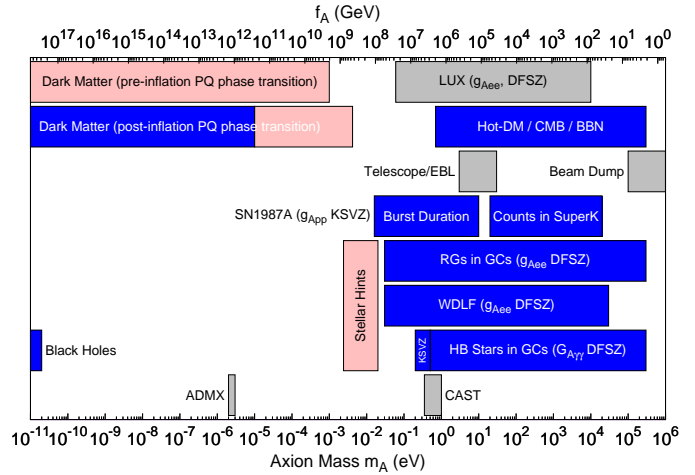 f_A (GeV)
10^17 10^16 10^15 10^14 10^13 10^12 10^11 10^10 10^9 10^8 10^7 10^6 10^5 10^4 10^3 10^2 10^1 10^0
Dark Matter (pre-inflation PQ phase transition)
LUX (g_Aee, DFSZ)
Dark Matter (post-inflation PQ phase transition)
Hot-DM / CMB / BBN
Telescope/EBL
Beam Dump
SN1987A (g_App KSVZ)
Burst Duration
Counts in SuperK
Stellar Hints
RGs in GCs (g_Aee DFSZ)
WDLF (g_Aee DFSZ)
Black Holes
KSVZ
HB Stars in GCs (G_Aγγ DFSZ)
ADMX
CAST
10^-11 10^-10 10^-9 10^-8 10^-7 10^-6 10^-5 10^-4 10^-3 10^-2 10^-1 10^0 10^1 10^2 10^3 10^4 10^5 10^6
Axion Mass m_A (eV)